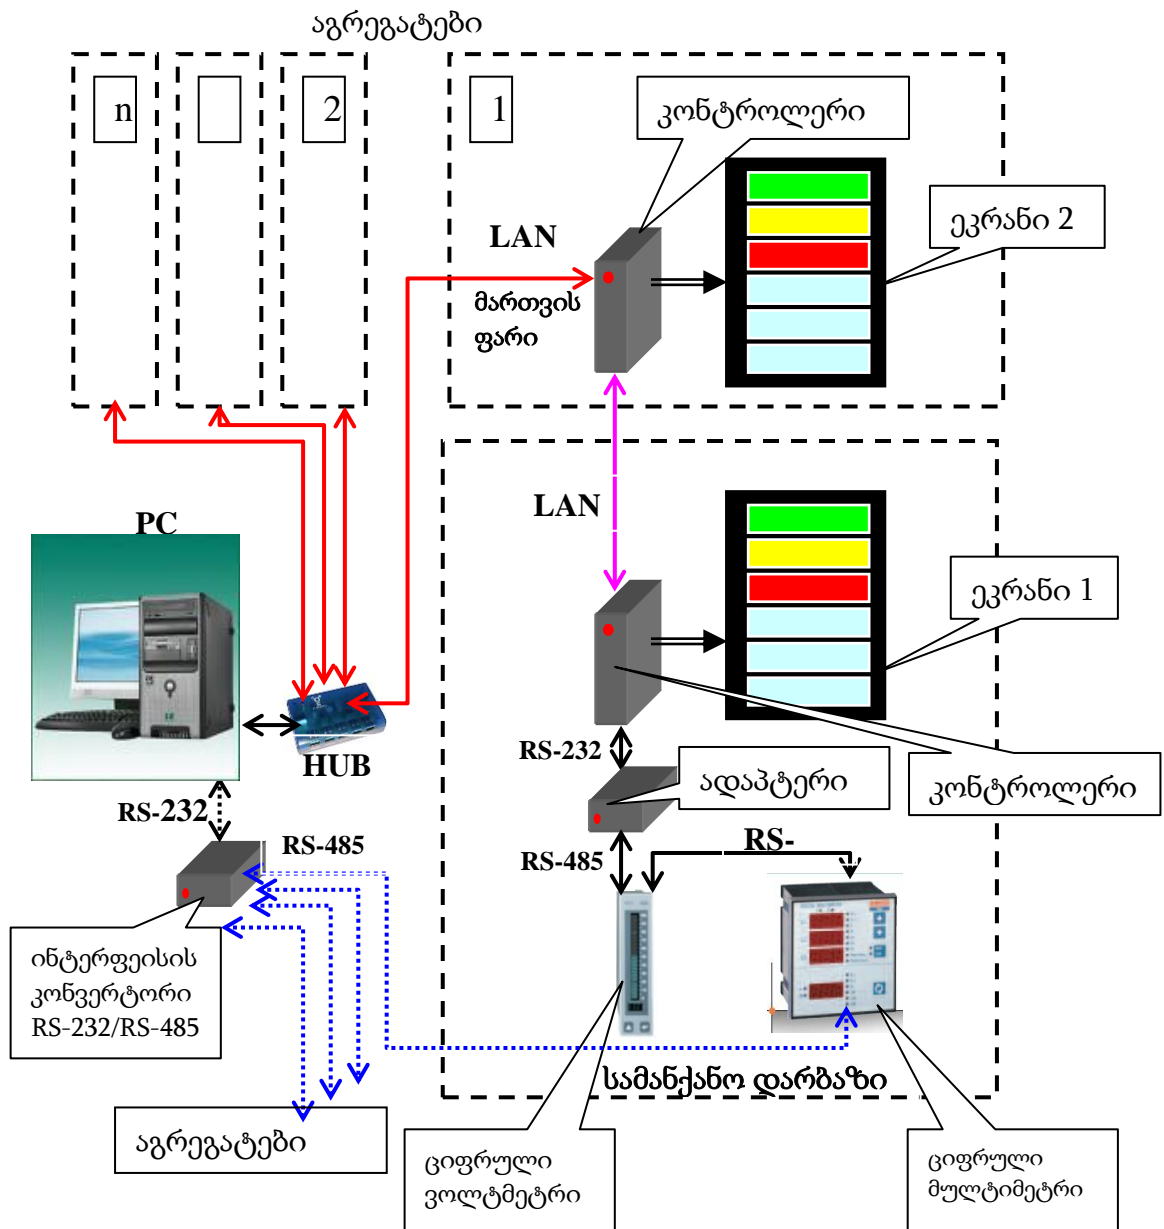 აგრეგატები
n
2
1
კონტროლერი
ეკრანი 2
LAN
მართვის
ფარი
LAN
PC
ეკრანი 1
HUB
RS-232
ადაპტერი
კონტროლერი
RS-232
RS-485
RS-485
RS-
ინტერფეისის
კონვერტორი
RS-232/RS-485
სამანქანო დარბაზი
აგრეგატები
ციფრული
ვოლტმეტრი
ციფრული
მულტიმეტრი